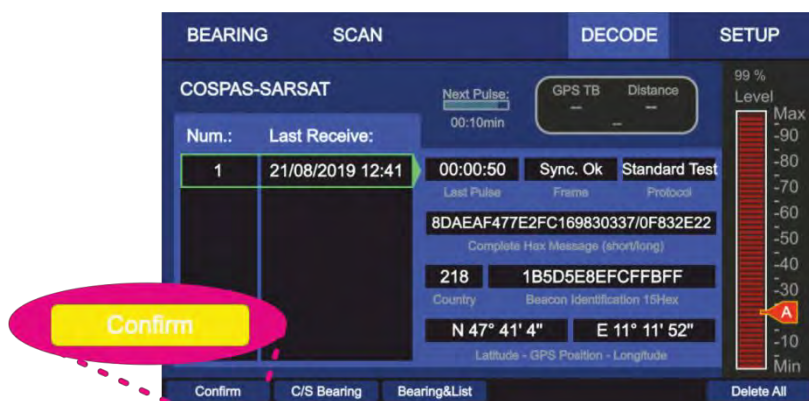 BEARING SCAN DECODE SETUP
COSPAS-SARSAT
Next Pulse:
00:10min
GPS TB Distance
-- --
--
99 %
Level
Max
-90
-80
-70
-60
-50
-40
-30
A
-10
Min
Num.: Last Receive:
1 21/08/2019 12:41
00:00:50 Sync. Ok Standard Test
Last Pulse Frame Protocol
8DAEAF477E2FC169830337/0F832E22
Complete Hax Message (short/long)
218 1B5D5E8EFCFFBFF
Country Beacon Identification 15Hex
N 47° 41' 4" E 11° 11' 52"
Latitude - GPS Position - Longitude
Confirm
Confirm C/S Bearing Bearing&List Delete All